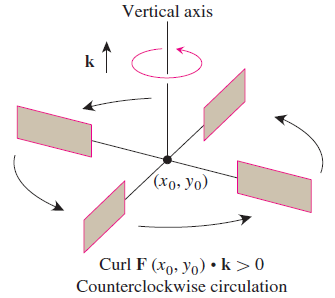 Vertical axis
k
(x₀, y₀)
Curl F (x₀, y₀) • k > 0
Counterclockwise circulation